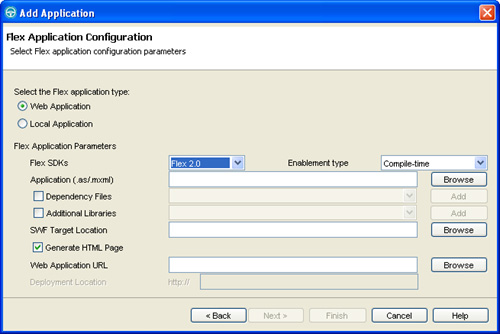 Add Application
Flex Application Configuration
Select Flex application configuration parameters
Select the Flex application type:
Web Application
Local Application
Flex Application Parameters
Flex SDKs Flex 2.0 Enablement type Compile-time
Application (.as/.mxml) Browse
Dependency Files Add
Additional Libraries Add
SWF Target Location Browse
Generate HTML Page
Web Application URL Browse
Deployment Location http://
< Back Next > Finish Cancel Help